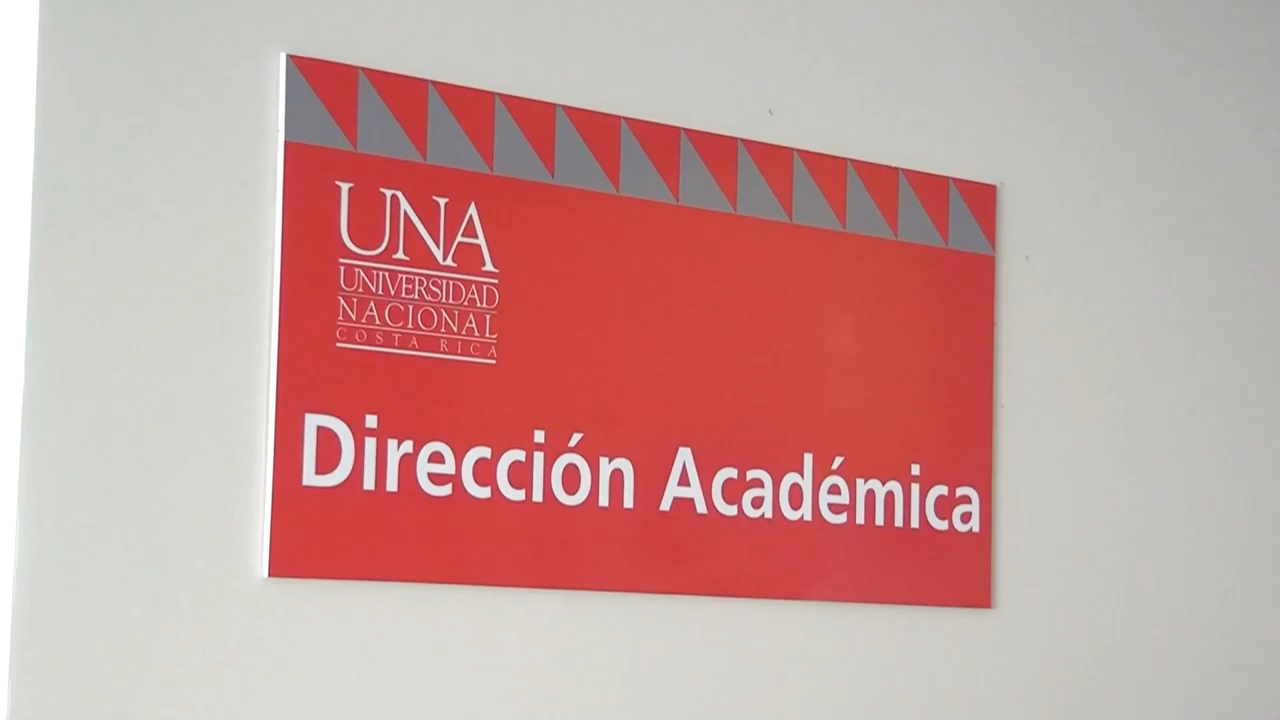 UNA
UNIVERSIDAD
NACIONAL
COSTA RICA
Dirección Académica